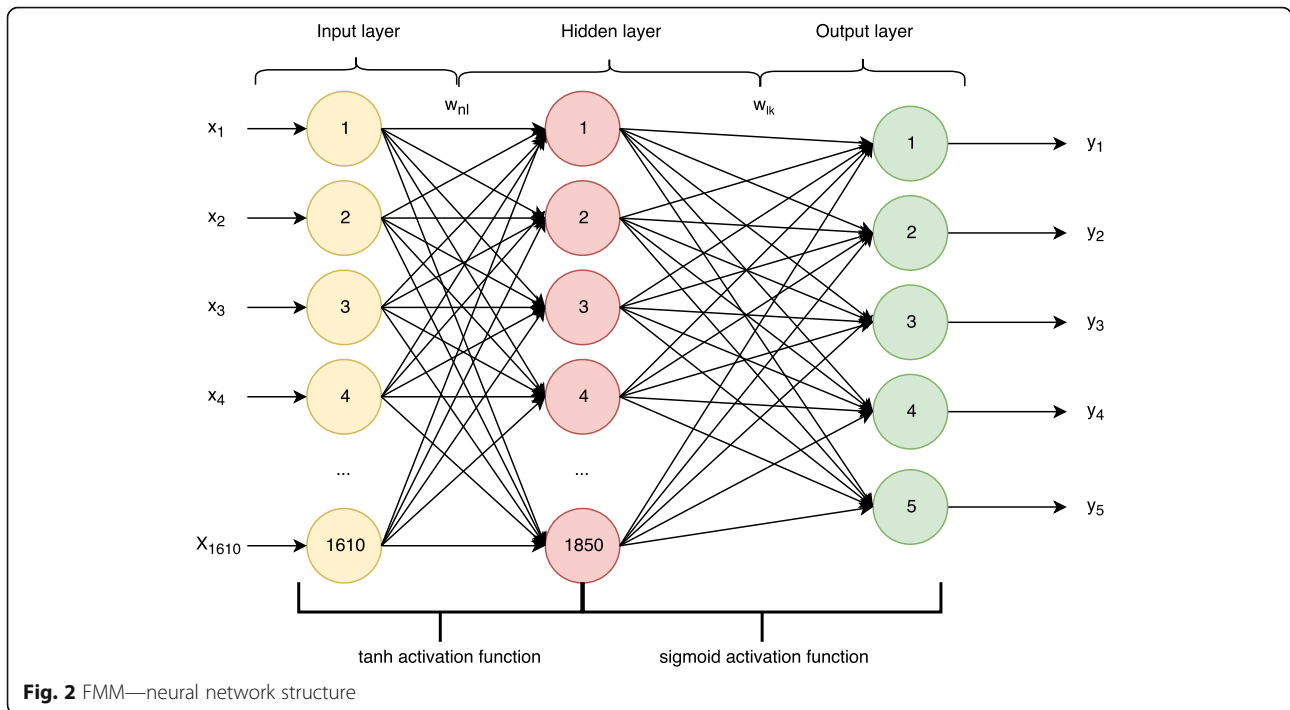 Input layer Hidden layer Output layer
wnl wlk
x1 1 1 1 y1
x2 2 2 2 y2
x3 3 3 3 y3
x4 4 4 4 y4
... ...
X1610 1610 1850 5 y5
tanh activation function sigmoid activation function
Fig. 2 FMM—neural network structure